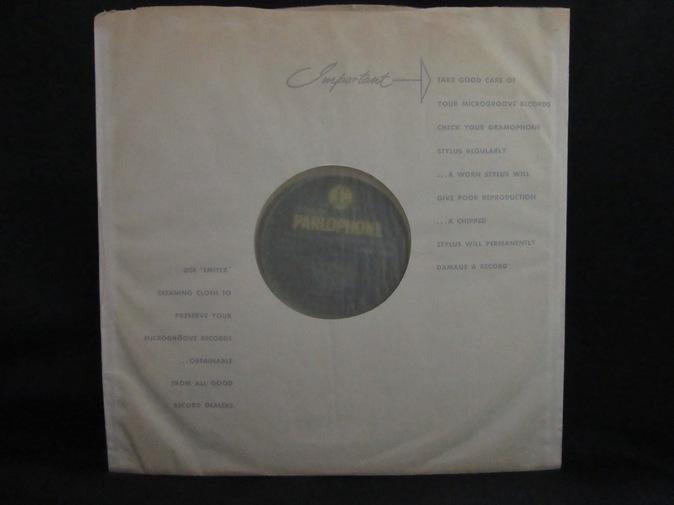 Important
TAKE GOOD CARE OF
YOUR MICROGROOVE RECORDS
CHECK YOUR GRAMOPHONE
STYLUS REGULARLY
...A WORN STYLUS WILL
GIVE POOR REPRODUCTION
...A CHIPPED
STYLUS WILL PERMANENTLY
DAMAGE A RECORD
PARLOPHONE
USE "EMITEX"
CLEANING CLOTH TO
PRESERVE YOUR
MICROGROOVE RECORDS
...OBTAINABLE
FROM ALL GOOD
RECORD DEALERS